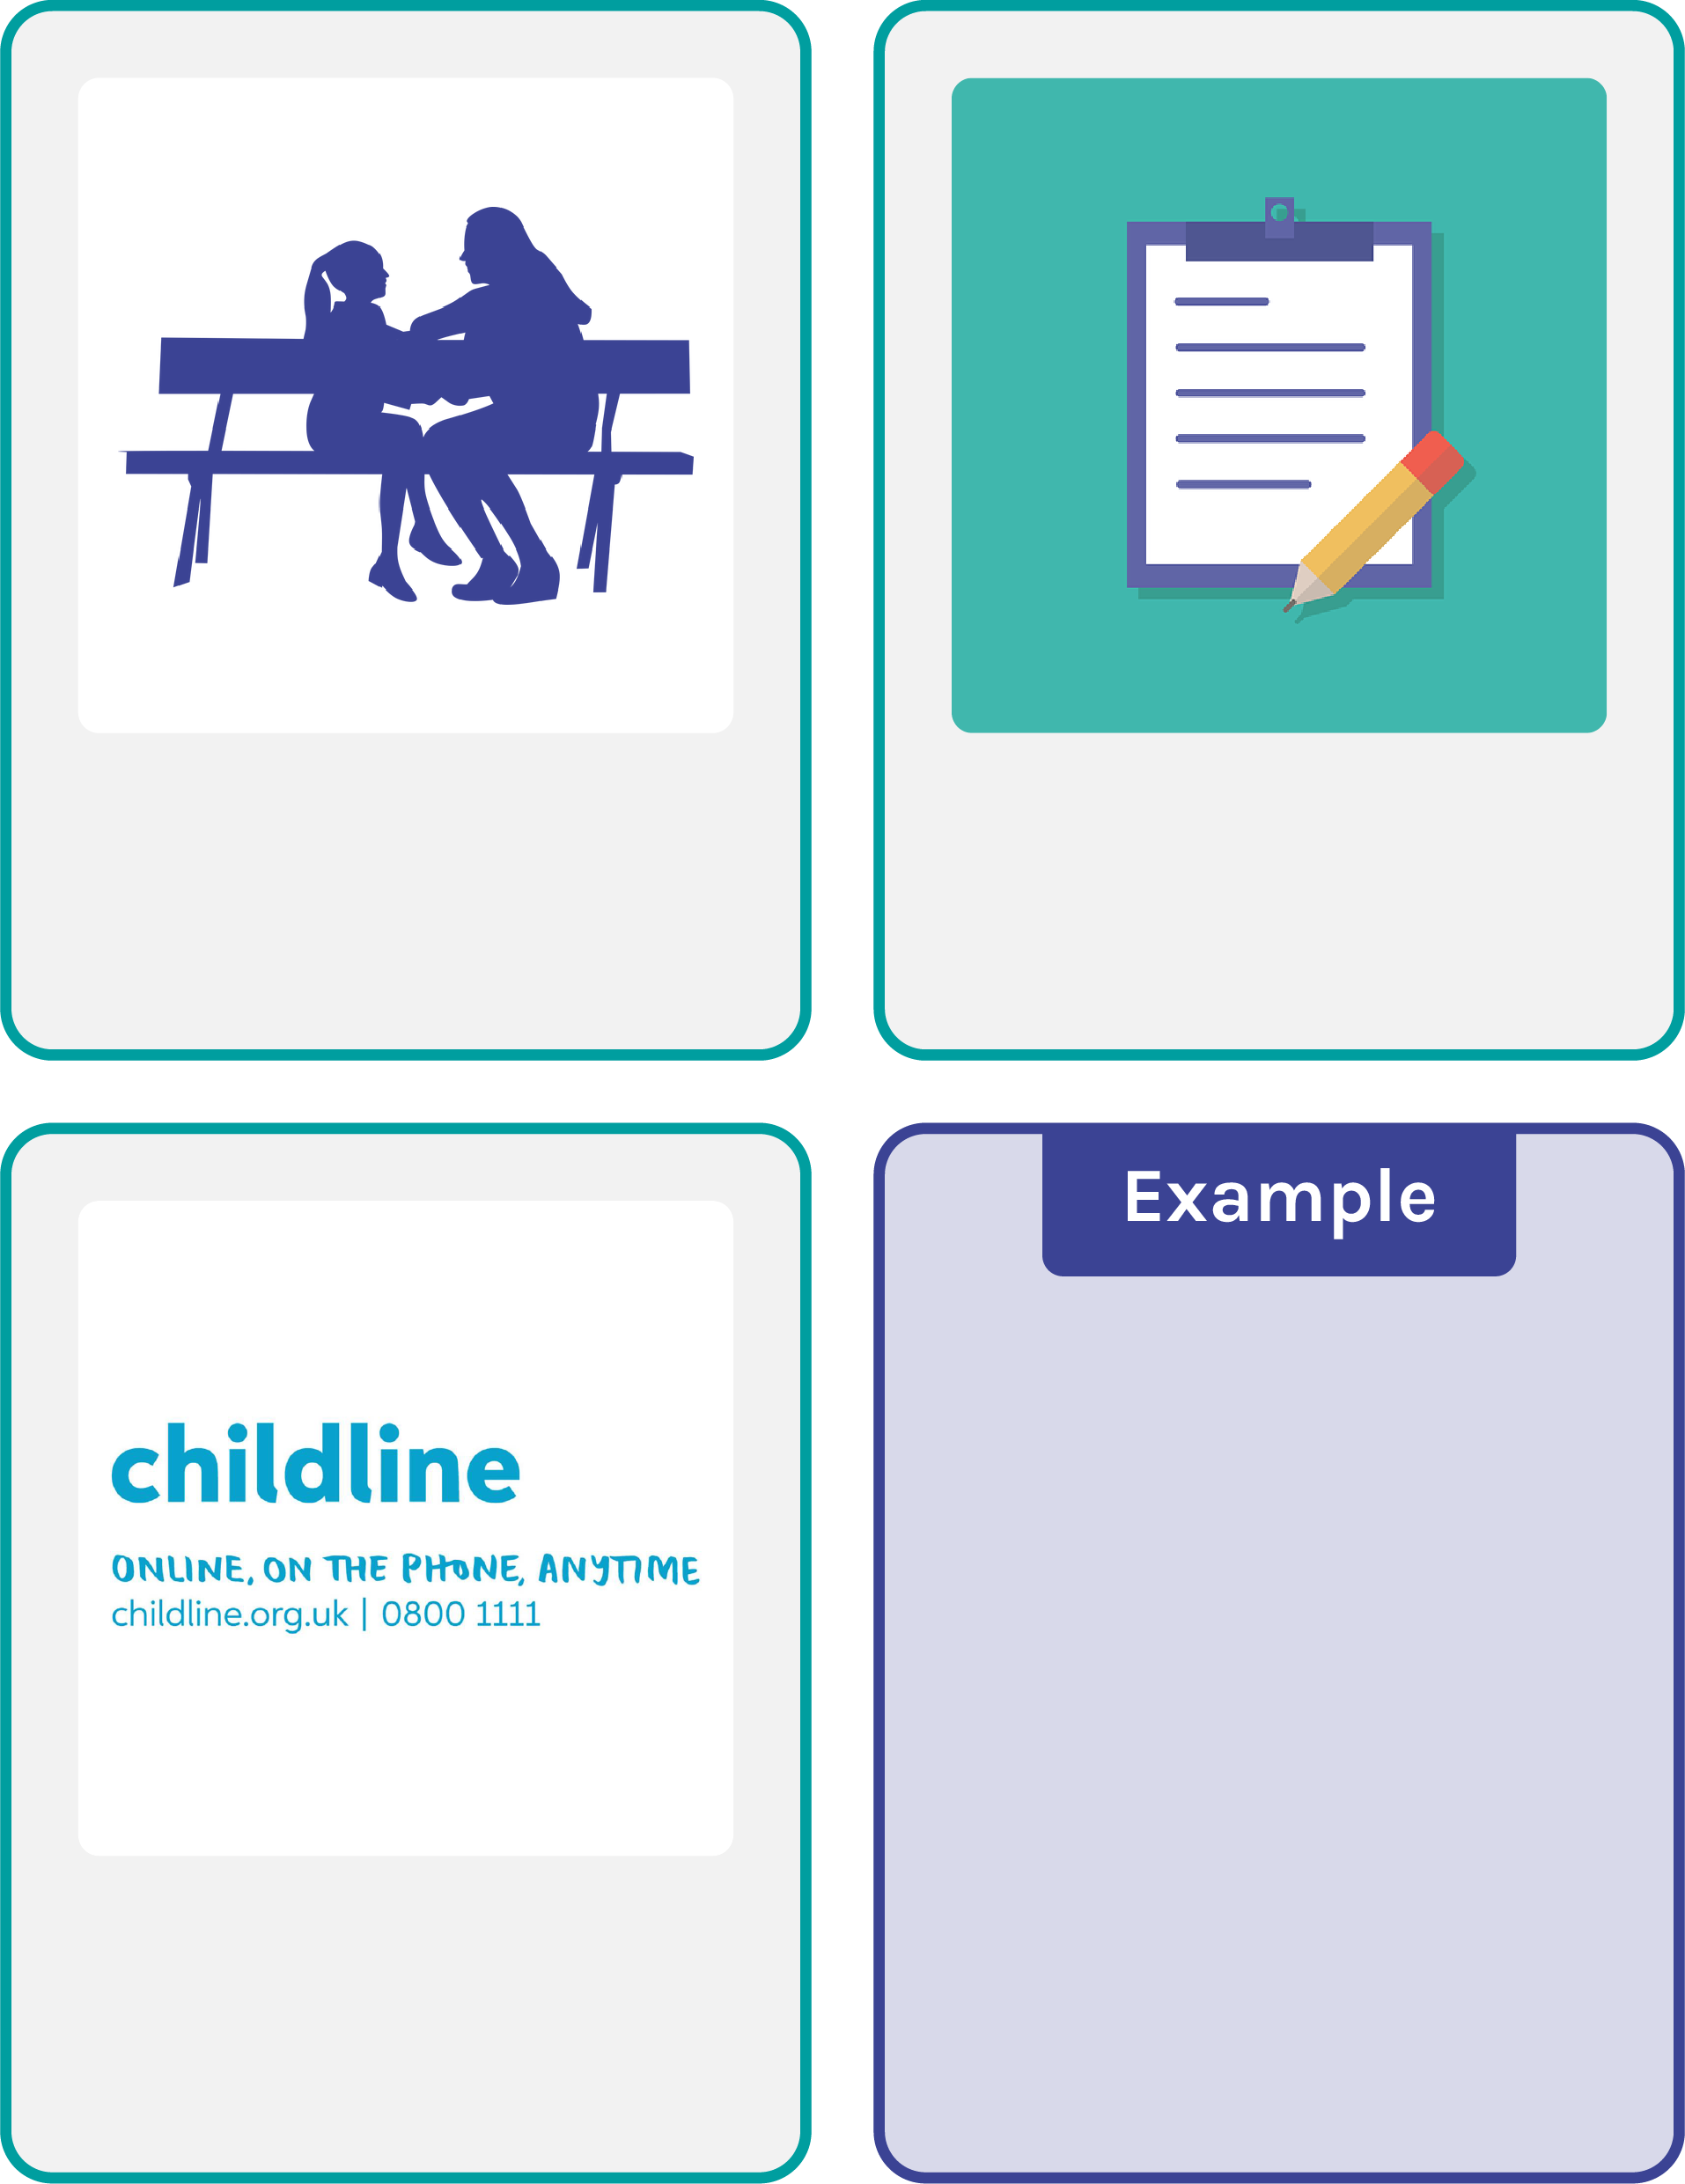 Example
childline
ONLINE, ON THE PHONE, ANYTIME
childline.org.uk | 0800 1111